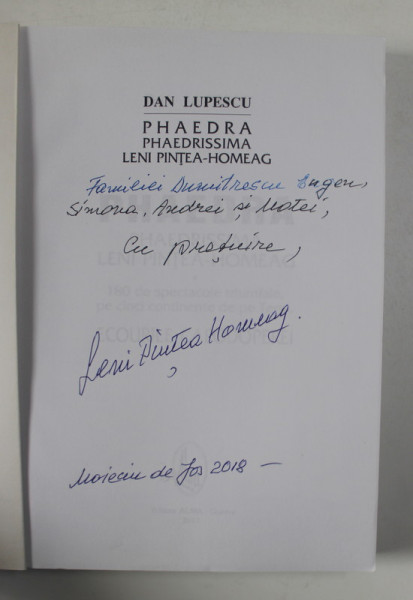 DAN LUPESCU
PHAEDRA
PHAEDRISSIMA
LENI PINȚEA-HOMEAG
Familiei Dumitrescu Eugen,
Simona, Andrei și Matei,
Cu prețuire,
Leni Pințea Homeag.
Moieciu de Jos 2018 —